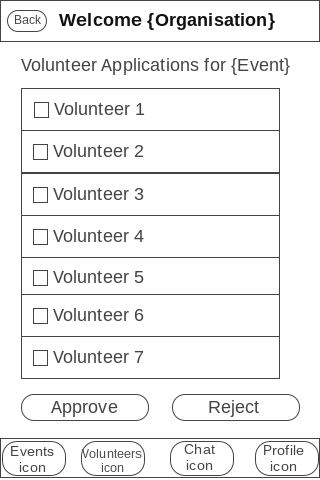 Back Welcome {Organisation}
Volunteer Applications for {Event}
Volunteer 1
Volunteer 2
Volunteer 3
Volunteer 4
Volunteer 5
Volunteer 6
Volunteer 7
Approve Reject
Events icon
Volunteers icon
Chat icon
Profile icon